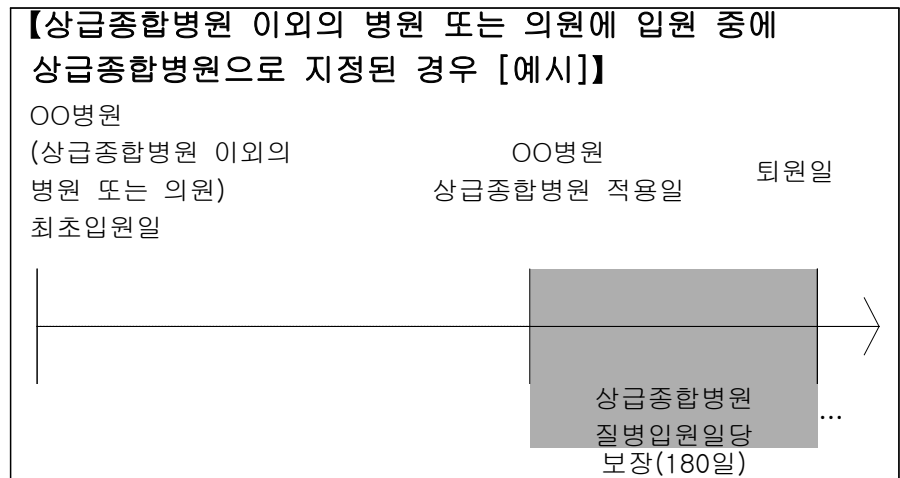 【상급종합병원 이외의 병원 또는 의원에 입원 중에
상급종합병원으로 지정된 경우 [예시]】
OO병원
(상급종합병원 이외의
병원 또는 의원)
최초입원일
OO병원
상급종합병원 적용일
퇴원일
상급종합병원
질병입원일당
보장(180일)
...